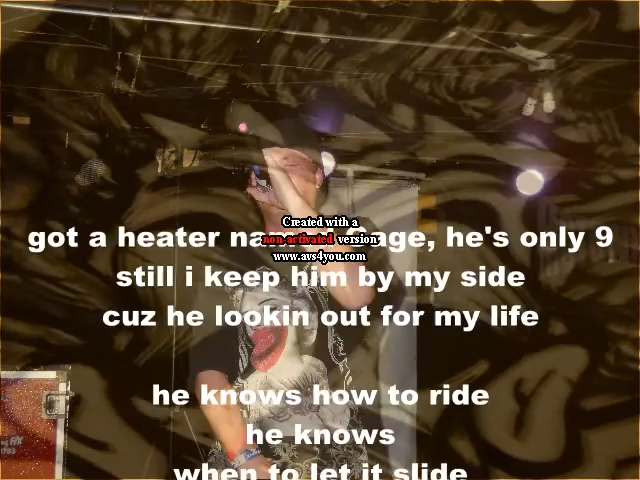 got a heater named Sage, he's only 9
still i keep him by my side
cuz he lookin out for my life
he knows how to ride
he knows
when to let it slide
Created with a
non-activated version
www.avs4you.com